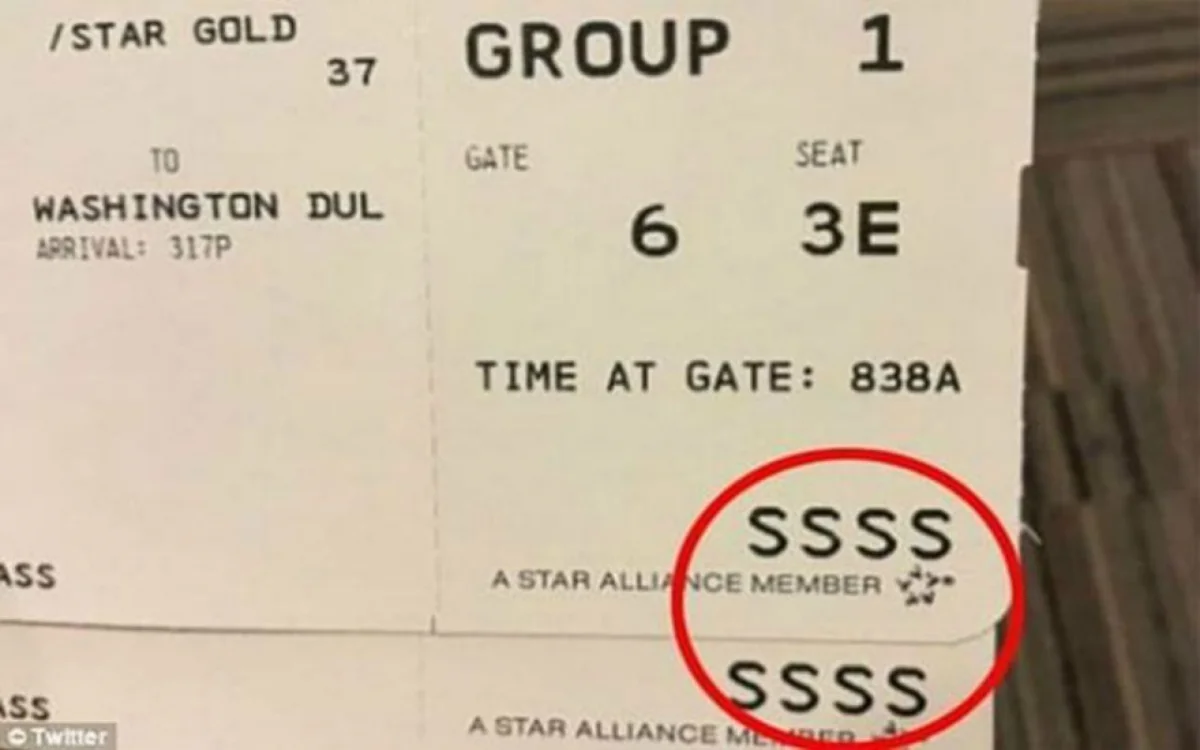 /STAR GOLD
37
TO
WASHINGTON DUL
ARRIVAL: 317P
ASS
GROUP 1
GATE SEAT
6 3E
TIME AT GATE: 838A
SSSS
A STAR ALLIANCE MEMBER
ASS
SSSS
A STAR ALLIANCE MEMBER
© Twitter